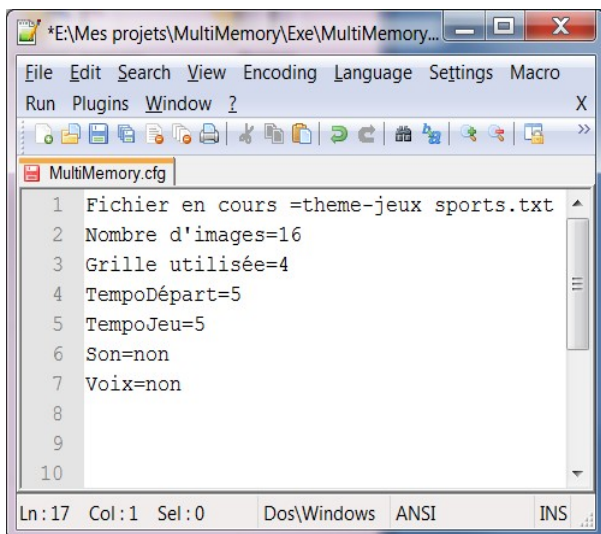 *E:\Mes projets\MultiMemory\Exe\MultiMemory...
File Edit Search View Encoding Language Settings Macro
Run Plugins Window ? X
MultiMemory.cfg
1 Fichier en cours =theme-jeux sports.txt
2 Nombre d'images=16
3 Grille utilisée=4
4 TempoDépart=5
5 TempoJeu=5
6 Son=non
7 Voix=non
8
9
10
Ln : 17 Col : 1 Sel : 0 Dos\Windows ANSI INS